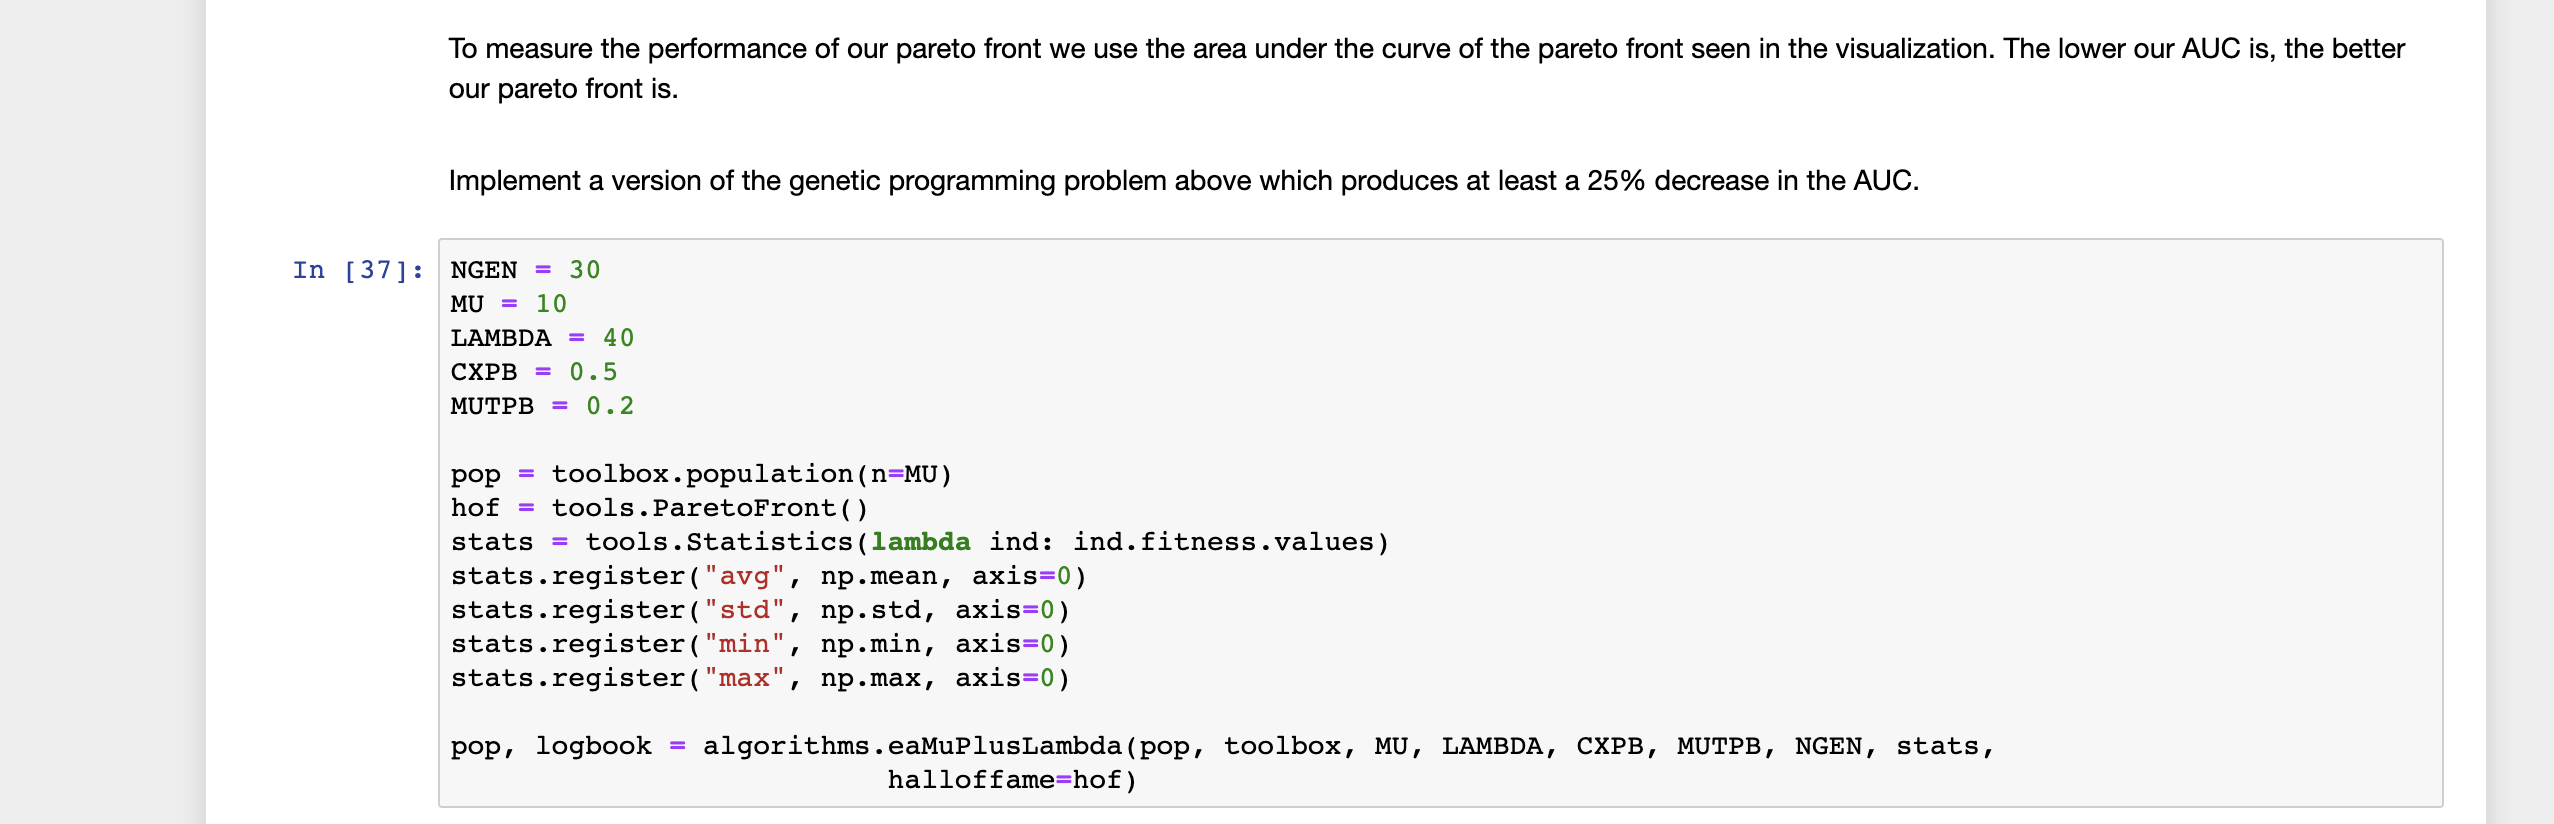 To measure the performance of our pareto front we use the area under the curve of the pareto front seen in the visualization. The lower our AUC is, the better
our pareto front is.
Implement a version of the genetic programming problem above which produces at least a 25% decrease in the AUC.
In [37]:
NGEN = 30
MU = 10
LAMBDA = 40
CXPB = 0.5
MUTPB = 0.2
pop = toolbox.population(n=MU)
hof = tools.ParetoFront()
stats = tools.Statistics(lambda ind: ind.fitness.values)
stats.register("avg", np.mean, axis=0)
stats.register("std", np.std, axis=0)
stats.register("min", np.min, axis=0)
stats.register("max", np.max, axis=0)
pop, logbook = algorithms.eaMuPlusLambda(pop, toolbox, MU, LAMBDA, CXPB, MUTPB, NGEN, stats,
halloffame=hof)